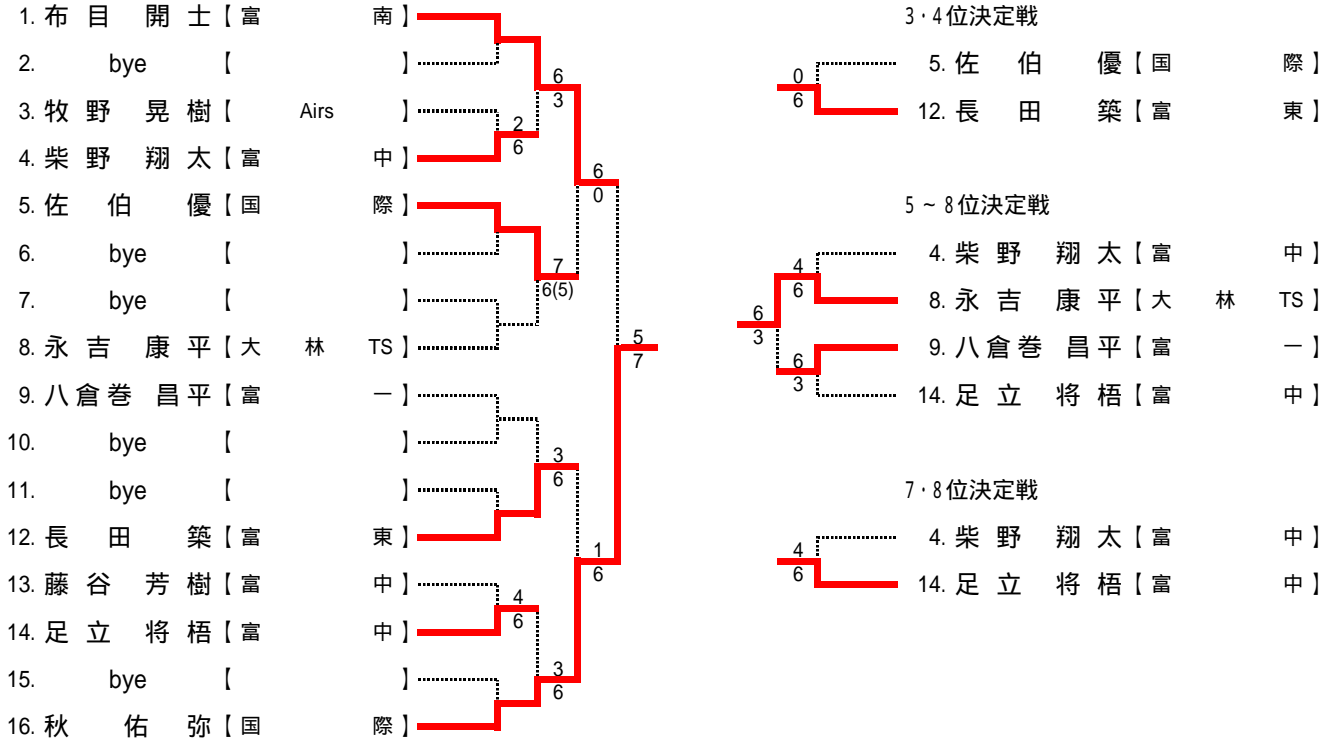 1. 布目 開士【富 南】
2. bye 【 】
3. 牧野 晃樹【 Airs 】
4. 柴野 翔太【富 中】
5. 佐伯 優【国 際】
6. bye 【 】
7. bye 【 】
8. 永吉 康平【大 林 TS】
9. 八倉巻 昌平【富 一】
10. bye 【 】
11. bye 【 】
12. 長田 築【富 東】
13. 藤谷 芳樹【富 中】
14. 足立 将梧【富 中】
15. bye 【 】
16. 秋 佑弥【国 際】
6
3
2
6
6
0
7
6(5)
5
7
3
6
1
6
4
6
3
6
3・4位決定戦
5. 佐伯 優【国 際】
0
6
12. 長田 築【富 東】
5~8位決定戦
4. 柴野 翔太【富 中】
4
6
8. 永吉 康平【大 林 TS】
6
3
9. 八倉巻 昌平【富 一】
6
3
14. 足立 将梧【富 中】
7・8位決定戦
4. 柴野 翔太【富 中】
4
6
14. 足立 将梧【富 中】